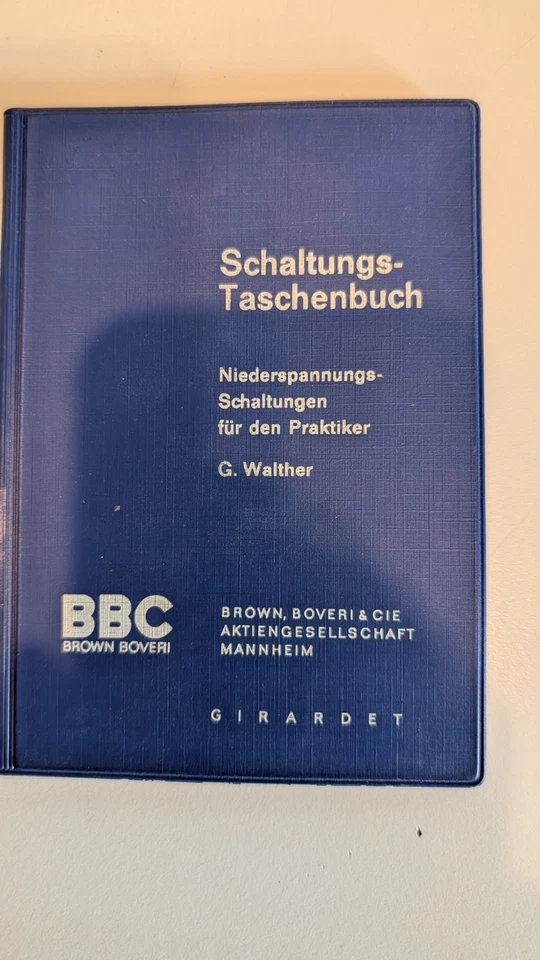 Schaltungs-
Taschenbuch
Niederspannungs-
Schaltungen
für den Praktiker
G. Walther
BBC
BROWN BOVERI
BROWN, BOVERI & CIE
AKTIENGESELLSCHAFT
MANNHEIM
GIRARDET